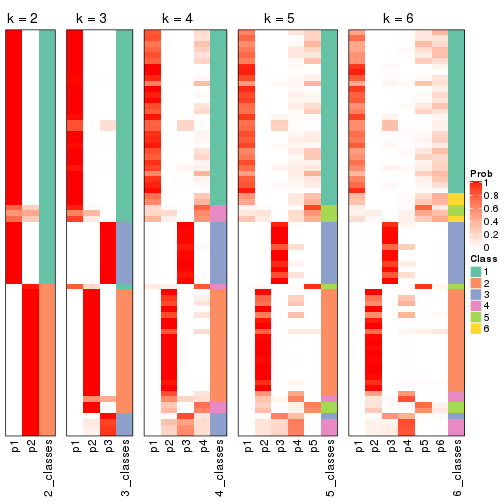 k = 2
k = 3
k = 4
k = 5
k = 6
Prob
1
0.8
0.6
0.4
0.2
0
Class
1
2
3
4
5
6
p1
p2
2_classes
p1
p2
p3
3_classes
p1
p2
p3
p4
4_classes
p1
p2
p3
p4
p5
5_classes
p1
p2
p3
p4
p5
p6
6_classes